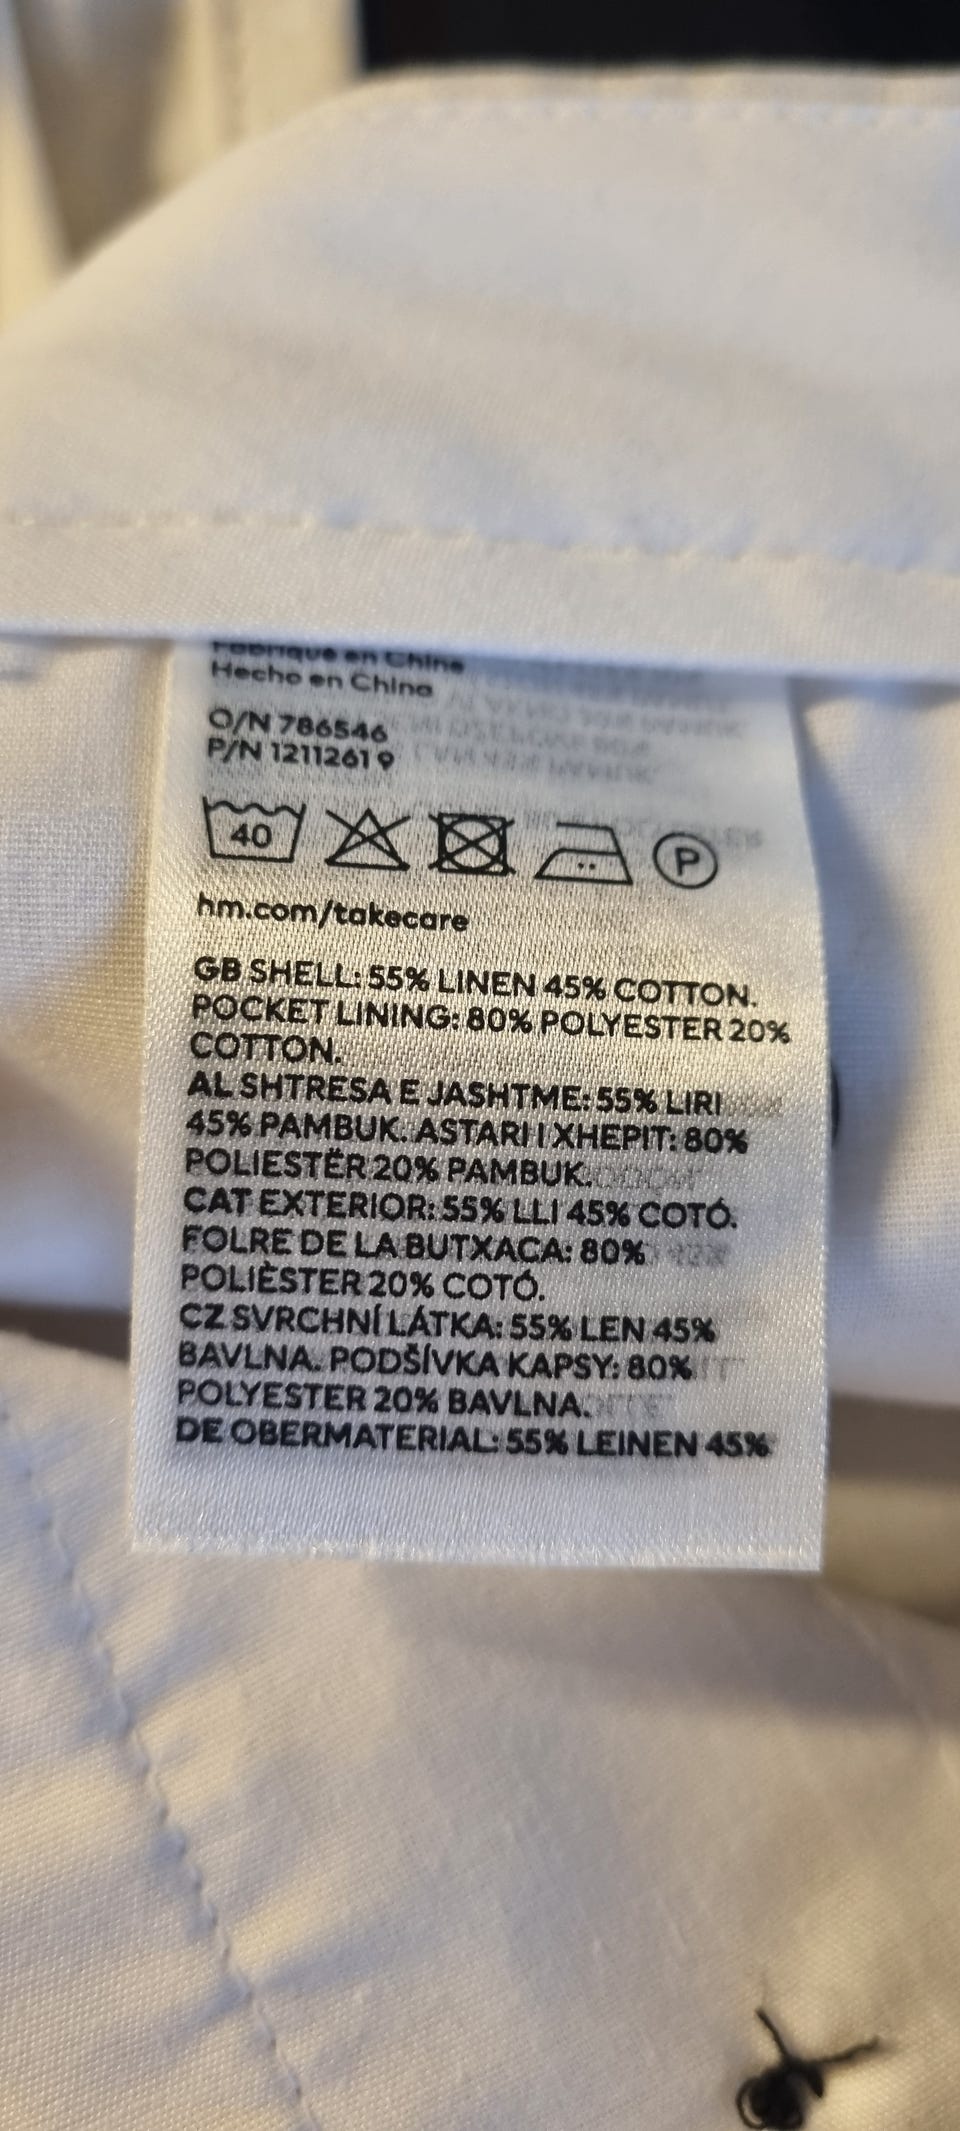 Fabriqué en Chine
Hecho en China
O/N 786546
P/N 1211261 9
40
P
hm.com/takecare
GB SHELL: 55% LINEN 45% COTTON.
POCKET LINING: 80% POLYESTER 20%
COTTON.
AL SHTRESA E JASHTME: 55% LIRI
45% PAMBUK. ASTARI I XHEPIT: 80%
POLIESTËR 20% PAMBUK.
CAT EXTERIOR: 55% LLI 45% COTÓ.
FOLRE DE LA BUTXACA: 80%
POLIÈSTER 20% COTÓ.
CZ SVRCHNÍ LÁTKA: 55% LEN 45%
BAVLNA. PODŠÍVKA KAPSY: 80%
POLYESTER 20% BAVLNA.
DE OBERMATERIAL: 55% LEINEN 45%